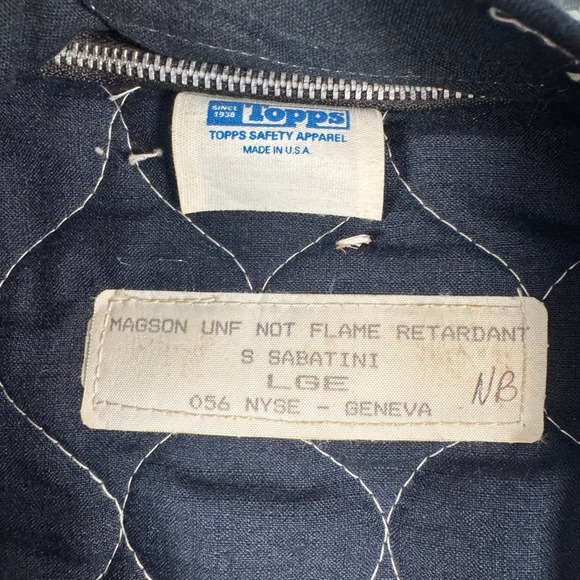 SINCE 1938 Topps
TOPPS SAFETY APPAREL
MADE IN U.S.A.
MAGSON UNF NOT FLAME RETARDANT
S SABATINI
LGE
056 NYSE - GENEVA
NB